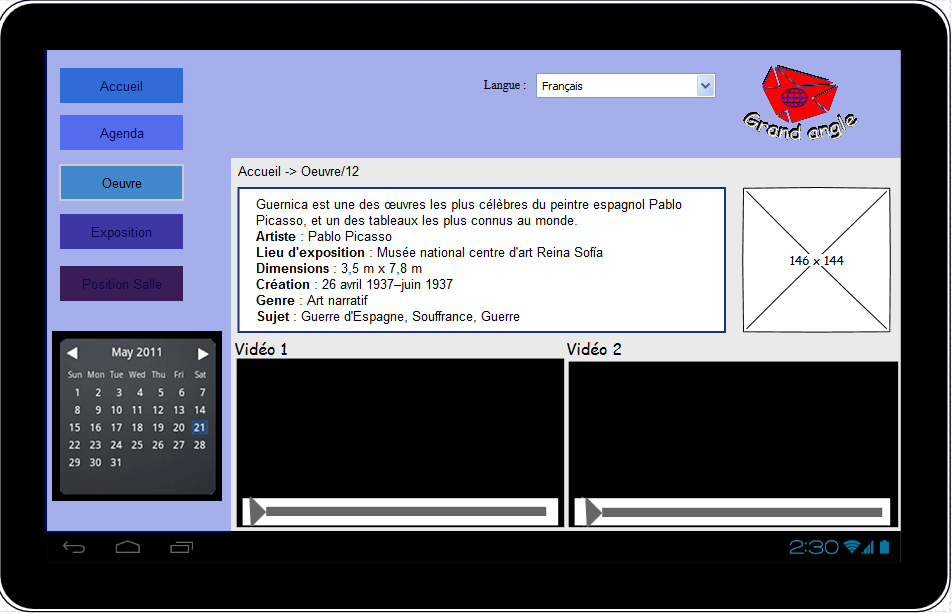 Accueil
Langue :
Français
Grand angle
Agenda
Oeuvre
Exposition
Position Salle
Accueil -> Oeuvre/12
Guernica est une des œuvres les plus célèbres du peintre espagnol Pablo
Picasso, et un des tableaux les plus connus au monde.
Artiste : Pablo Picasso
Lieu d'exposition : Musée national centre d'art Reina Sofía
Dimensions : 3,5 m x 7,8 m
Création : 26 avril 1937–juin 1937
Genre : Art narratif
Sujet : Guerre d'Espagne, Souffrance, Guerre
146 x 144
May 2011
Sun Mon Tue Wed Thu Fri Sat
1 2 3 4 5 6 7
8 9 10 11 12 13 14
15 16 17 18 19 20 21
22 23 24 25 26 27 28
29 30 31
Vidéo 1
Vidéo 2
2:30